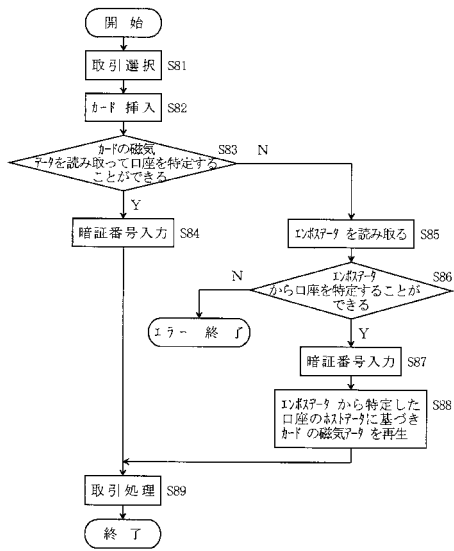 開 始
取引選択 S81
カード 挿入 S82
カードの磁気 S83
データを読み取って口座を特定する
ことができる
N
Y
暗証番号入力 S84
エンボスデータ を読み取る S85
エンボスデータ S86
から口座を特定することが
できる
N
Y
エラー 終 了
暗証番号入力 S87
エンボスデータ から特定した S88
口座のホストデータに基づき
カード の磁気データ を再生
取引処理 S89
終 了